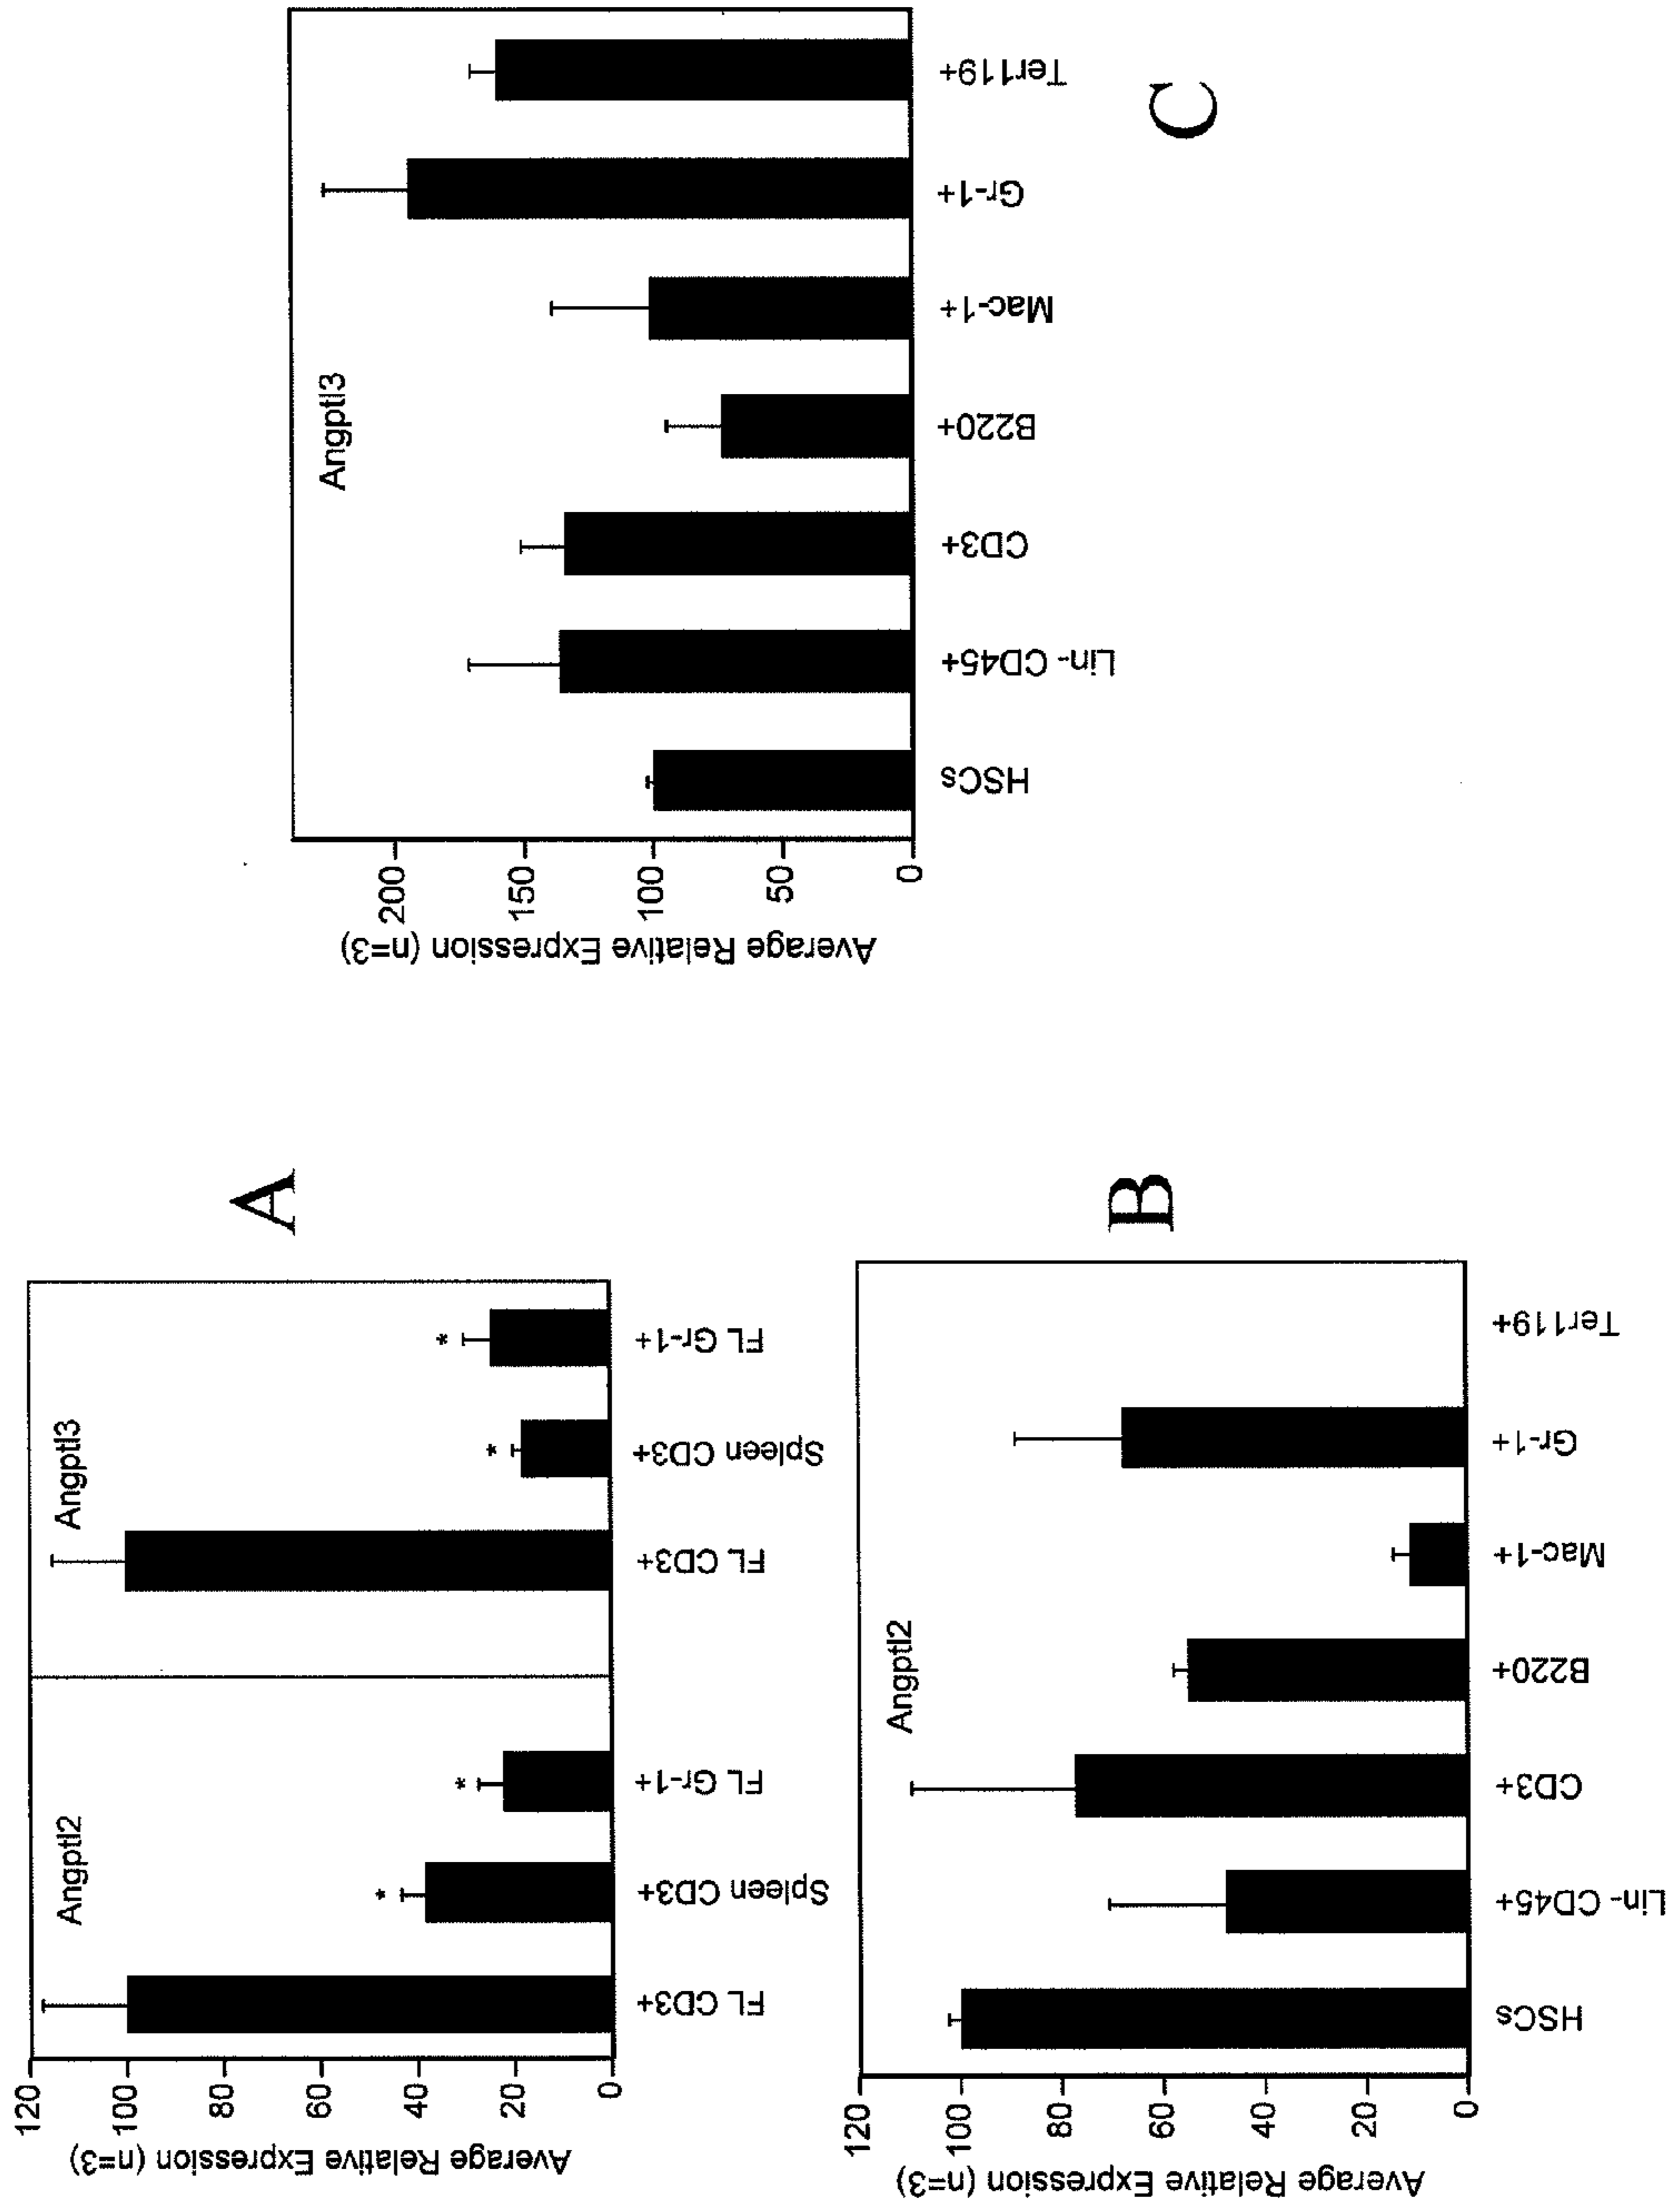 A
Angptl2
Angptl3
120
100
80
60
40
20
0
Average Relative Expression (n=3)
FL CD3+
Spleen CD3+
*
FL Gr-1+
*
FL CD3+
Spleen CD3+
*
FL Gr-1+
*
B
Angptl2
120
100
80
60
40
20
0
Average Relative Expression (n=3)
HSCs
Lin- CD45+
CD3+
B220+
Mac-1+
Gr-1+
Ter119+
C
Angptl3
200
150
100
50
0
Average Relative Expression (n=3)
HSCs
Lin- CD45+
CD3+
B220+
Mac-1+
Gr-1+
Ter119+